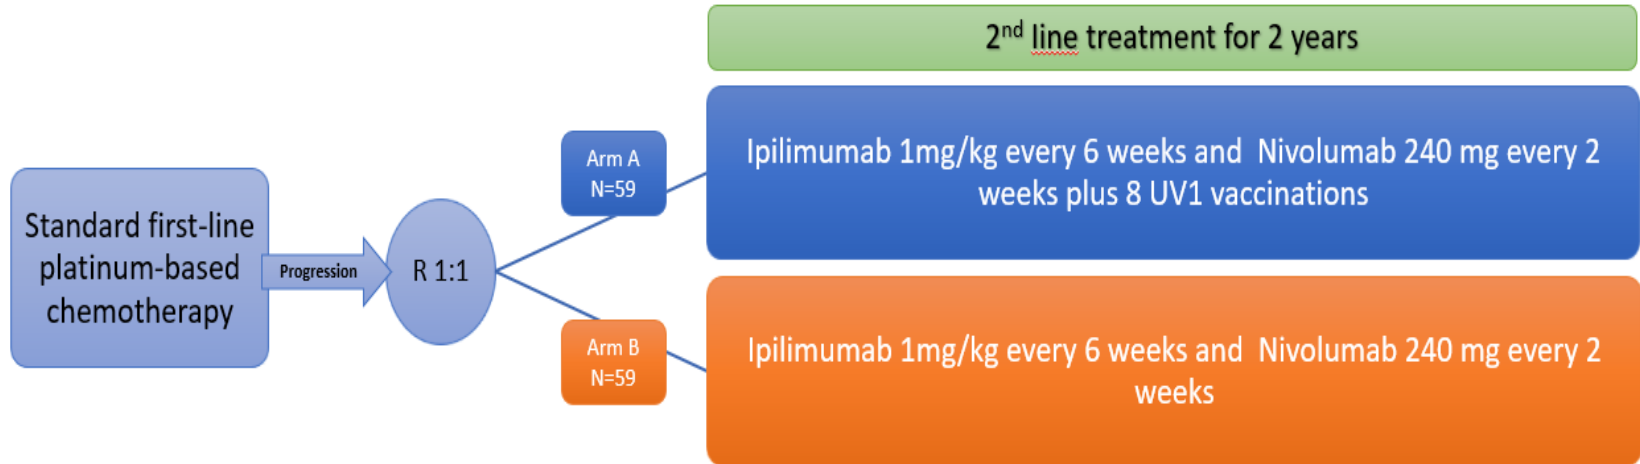 2nd line treatment for 2 years
Standard first-line
platinum-based
chemotherapy
Progression
R 1:1
Arm A
N=59
Ipilimumab 1mg/kg every 6 weeks and  Nivolumab 240 mg every 2
weeks plus 8 UV1 vaccinations
Arm B
N=59
Ipilimumab 1mg/kg every 6 weeks and  Nivolumab 240 mg every 2
weeks